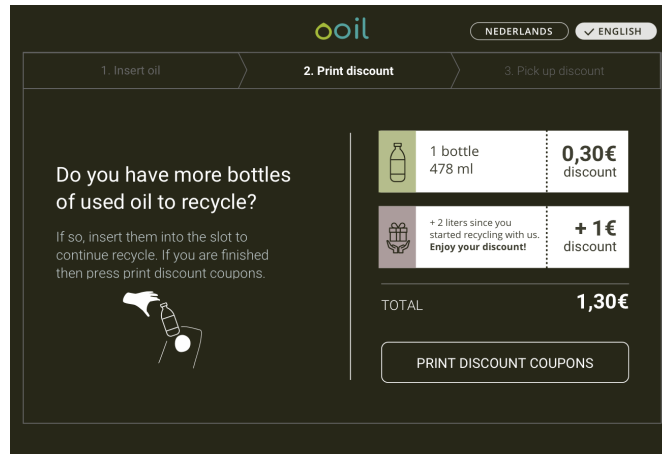 ooil
NEDERLANDS
ENGLISH
1. Insert oil
2. Print discount
3. Pick up discount
Do you have more bottles
of used oil to recycle?
If so, insert them into the slot to
continue recycle. If you are finished
then press print discount coupons.
1 bottle
478 ml
0,30€
discount
+ 2 liters since you
started recycling with us.
Enjoy your discount!
+ 1€
discount
TOTAL
1,30€
PRINT DISCOUNT COUPONS